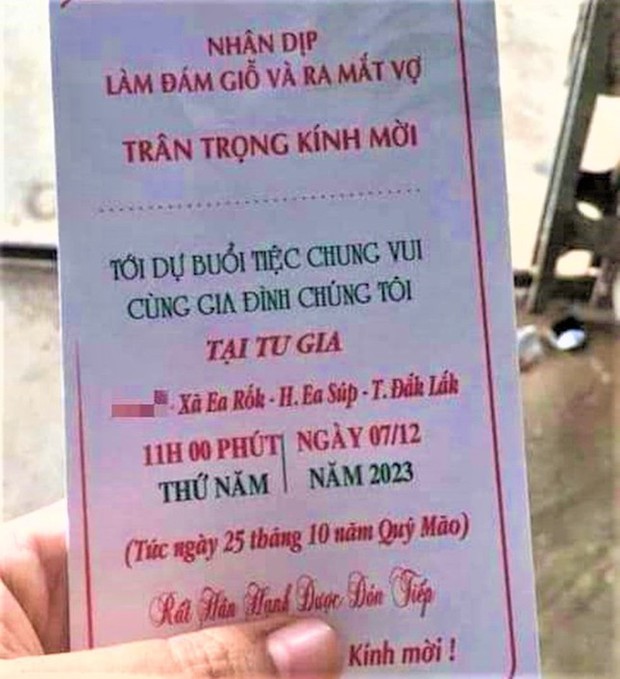 NHÂN DỊP
LÀM ĐÁM GIỖ VÀ RA MẮT VỢ
TRÂN TRỌNG KÍNH MỜI
TỚI DỰ BUỔI TIỆC CHUNG VUI
CÙNG GIA ĐÌNH CHÚNG TÔI
TẠI TƯ GIA
- Xã Ea Rốk - H. Ea Súp - T. Đắk Lắk
11H 00 PHÚT NGÀY 07/12
THỨ NĂM NĂM 2023
(Tức ngày 25 tháng 10 năm Quý Mão)
Rất Hân Hạnh Được Đón Tiếp
Kính mời !